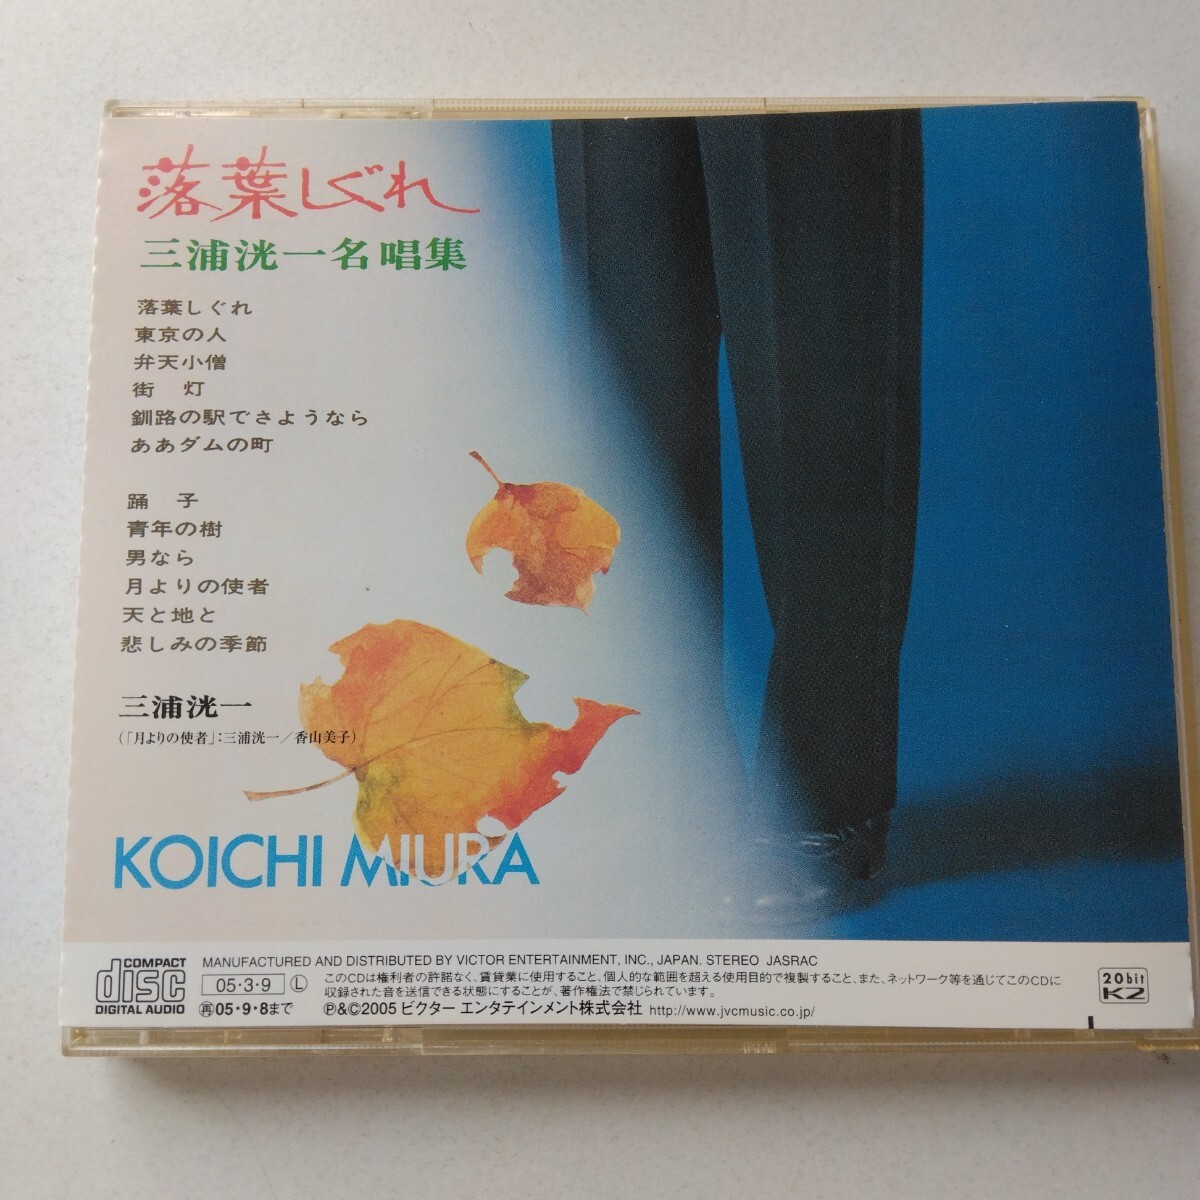 落葉しぐれ
三浦洸一名唱集
落葉しぐれ
東京の人
弁天小僧
街　灯
釧路の駅でさようなら
ああダムの町
踊　子
青年の樹
男なら
月よりの使者
天と地と
悲しみの季節
三浦洸一
(「月よりの使者」:三浦洸一／香山美子)
KOICHI MIURA
COMPACT disc DIGITAL AUDIO
MANUFACTURED AND DISTRIBUTED BY VICTOR ENTERTAINMENT, INC., JAPAN. STEREO JASRAC
05・3・9 Ⓛ
このCDは権利者の許諾なく、賃貸業に使用すること、個人的な範囲を超える使用目的で複製すること、また、ネットワーク等を通じてこのCDに
収録された音を送信できる状態にすることが、著作権法で禁じられています。
再05・9・8まで
Ⓟ&©2005 ビクター エンタテインメント株式会社 http://www.jvcmusic.co.jp/
20bit
K2